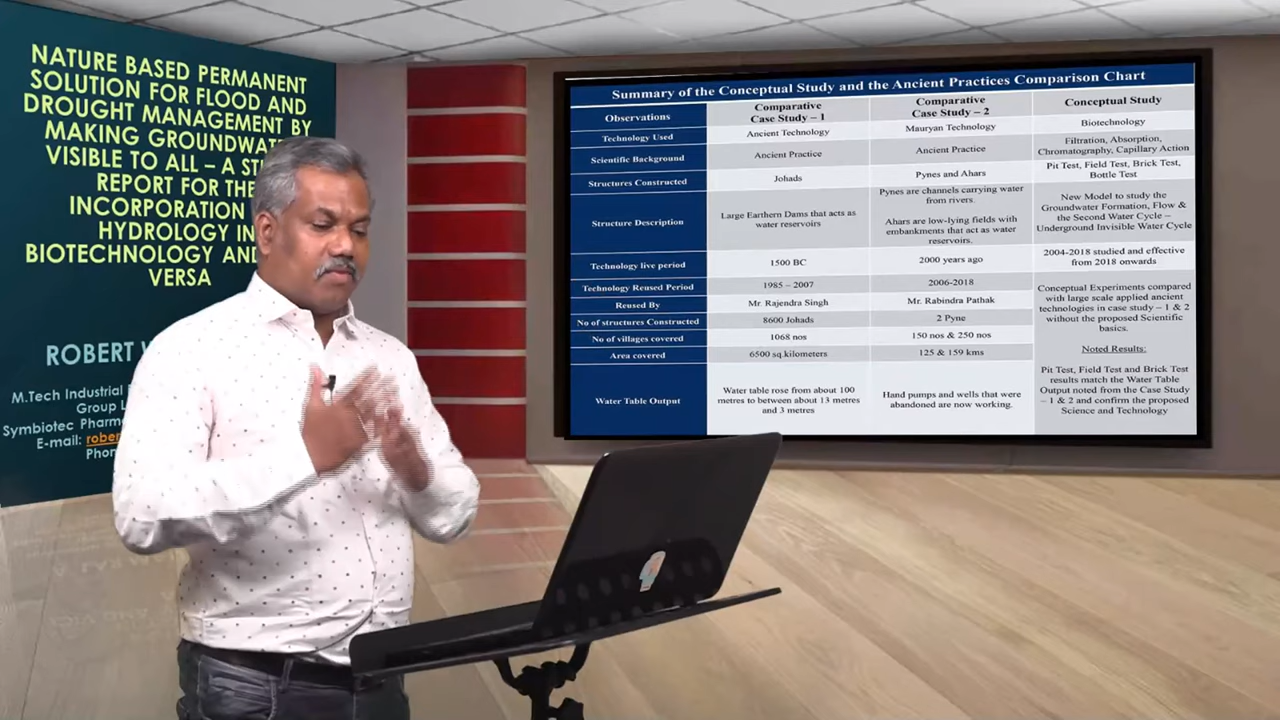 NATURE BASED PERMANENT
SOLUTION FOR FLOOD AND
DROUGHT MANAGEMENT BY
MAKING GROUNDWAT
VISIBLE TO ALL – A ST
REPORT FOR THE
INCORPORATION
HYDROLOGY IN
BIOTECHNOLOGY AN
VERSA
ROBERT
M.Tech Industrial
Group L
Symbiotec Pharm
E-mail: rober
Phon
Summary of the Conceptual Study and the Ancient Practices Comparison Chart
Observations
Comparative
Case Study – 1
Comparative
Case Study – 2
Conceptual Study
Technology Used
Ancient Technology
Mauryan Technology
Biotechnology
Scientific Background
Ancient Practice
Ancient Practice
Filtration, Absorption,
Chromatography, Capillary Action
Structures Constructed
Johads
Pynes and Ahars
Pit Test, Field Test, Brick Test,
Bottle Test
Structure Description
Large Earthern Dams that acts as
water reservoirs
Pynes are channels carrying water
from rivers.
Ahars are low-lying fields with
embankments that act as water
reservoirs.
New Model to study the
Groundwater Formation, Flow &
the Second Water Cycle –
Underground Invisible Water Cycle
Technology live period
1500 BC
2000 years ago
2004-2018 studied and effective
from 2018 onwards
Technology Reused Period
1985 – 2007
2006-2018
Conceptual Experiments compared
with large scale applied ancient
technologies in case study – 1 & 2
without the proposed Scientific
basics.
Reused By
Mr. Rajendra Singh
Mr. Rabindra Pathak
No of structures Constructed
8600 Johads
2 Pyne
No of villages covered
1068 nos
150 nos & 250 nos
Area covered
6500 sq.kilometers
125 & 159 kms
Noted Results:
Water Table Output
Water table rose from about 100
metres to between about 13 metres
and 3 metres
Hand pumps and wells that were
abandoned are now working.
Pit Test, Field Test and Brick Test
results match the Water Table
Output noted from the Case Study
– 1 & 2 and confirm the proposed
Science and Technology